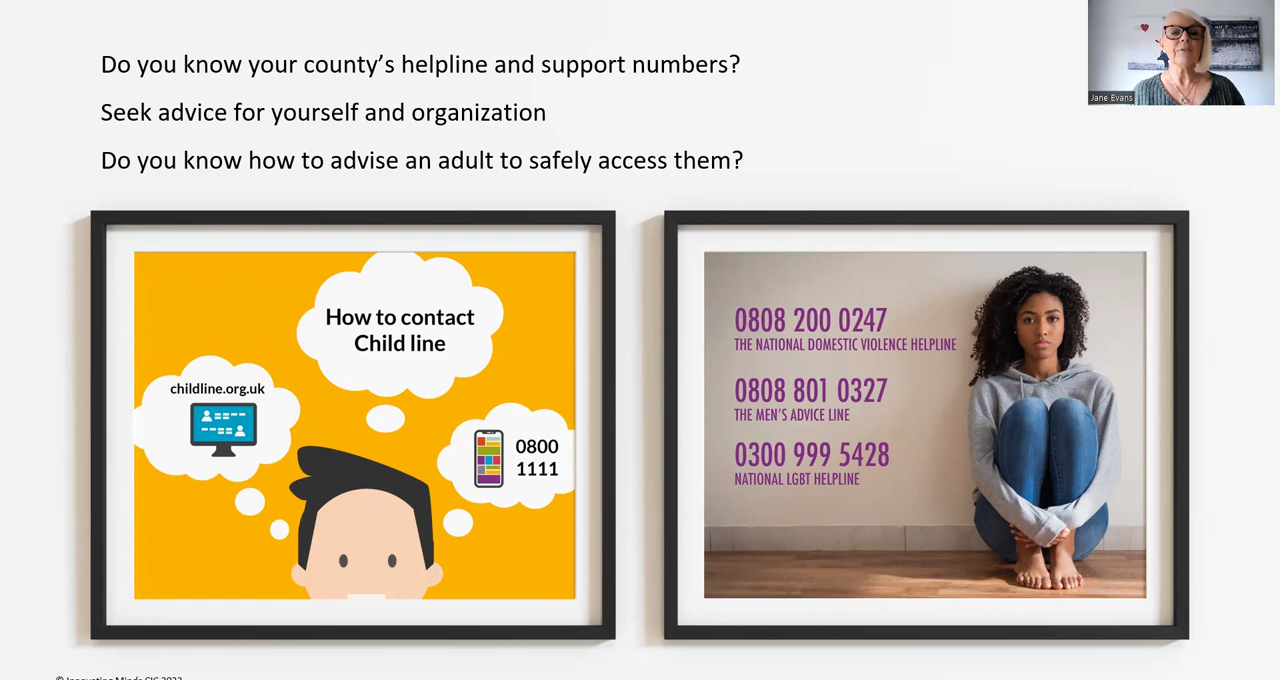 Do you know your county's helpline and support numbers?
Seek advice for yourself and organization
Do you know how to advise an adult to safely access them?
Jane Evans
How to contact
Child line
childline.org.uk
0800
1111
0808 200 0247
THE NATIONAL DOMESTIC VIOLENCE HELPLINE
0808 801 0327
THE MEN'S ADVICE LINE
0300 999 5428
NATIONAL LGBT HELPLINE